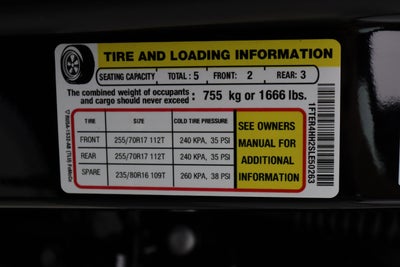 TIRE AND LOADING INFORMATION
SEATING CAPACITY TOTAL : 5 FRONT: 2 REAR: 3
The combined weight of occupants
and cargo should never exceed : 755 kg or 1666 lbs.
TIRE SIZE COLD TIRE PRESSURE
FRONT 255/70R17 112T 240 KPA, 35 PSI
REAR 255/70R17 112T 240 KPA, 35 PSI
SPARE 235/80R16 109T 260 KPA, 38 PSI
SEE OWNERS
MANUAL FOR
ADDITIONAL
INFORMATION
1FTER4HH2SLE50263